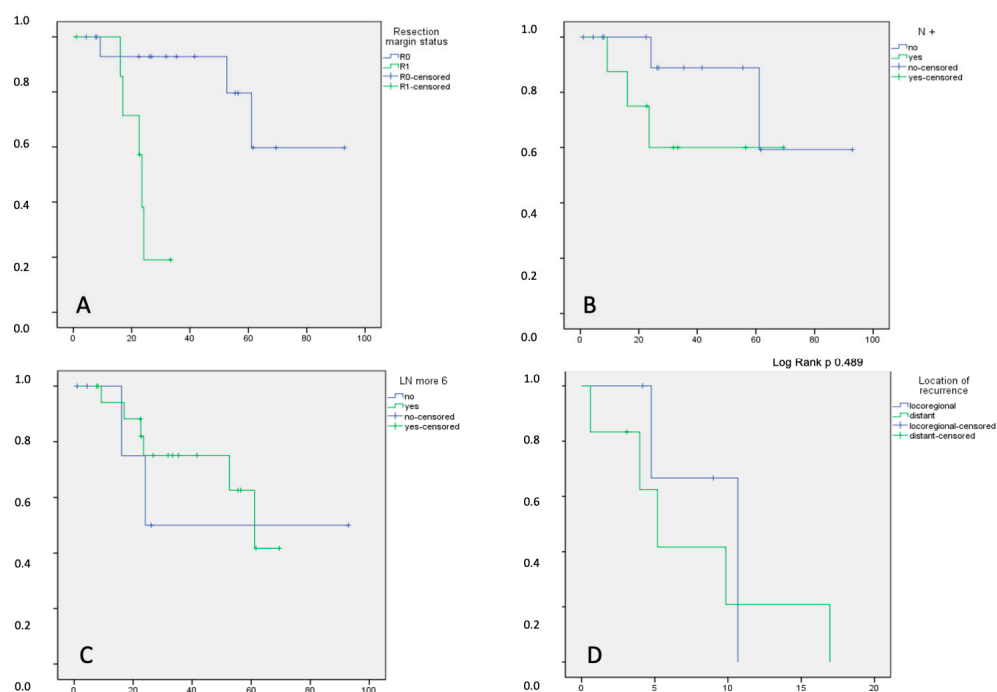 1.0
0.8
0.6
0.4
0.2
0.0
0
20
40
60
80
100
A
Resection
margin status
R0
R1
R0-censored
R1-censored
1.0
0.8
0.6
0.4
0.2
0.0
0
20
40
60
80
100
B
N +
no
yes
no-censored
yes-censored
1.0
0.8
0.6
0.4
0.2
0.0
0
20
40
60
80
100
C
LN more 6
no
yes
no-censored
yes-censored
Log Rank p 0.489
1.0
0.8
0.6
0.4
0.2
0.0
0
5
10
15
20
D
Location of
recurrence
locoregional
distant
locoregional-censored
distant-censored